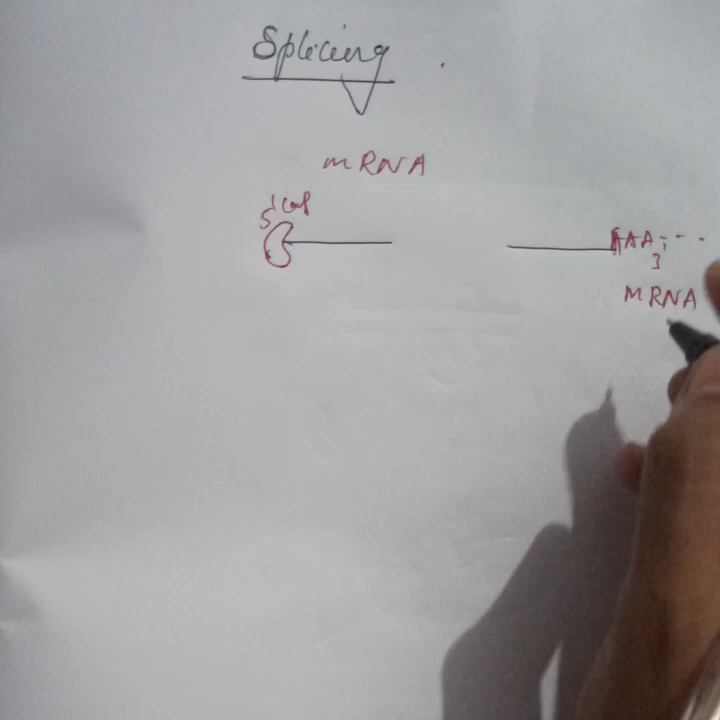 Splicing
mRNA
5' Cap
AAA - - -
3
MRNA